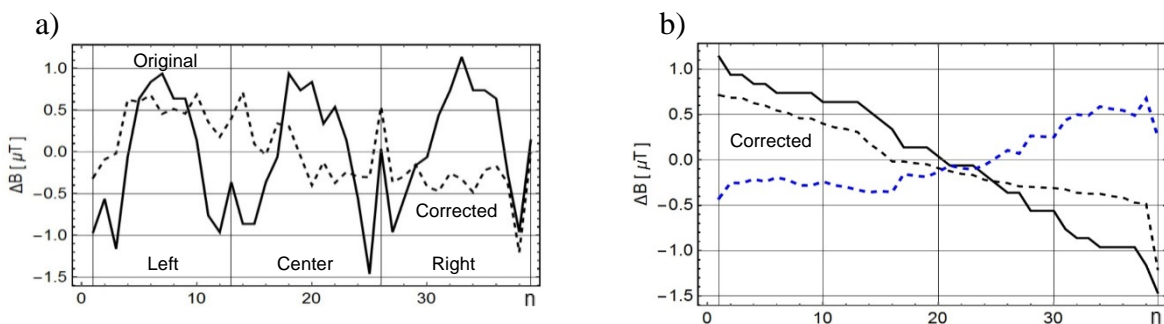 a)
Original
Corrected
Left
Center
Right
ΔB [ μT ]
1.0
0.5
0.0
-0.5
-1.0
-1.5
0
10
20
30
n
b)
Corrected
ΔB [ μT ]
1.0
0.5
0.0
-0.5
-1.0
-1.5
0
10
20
30
n